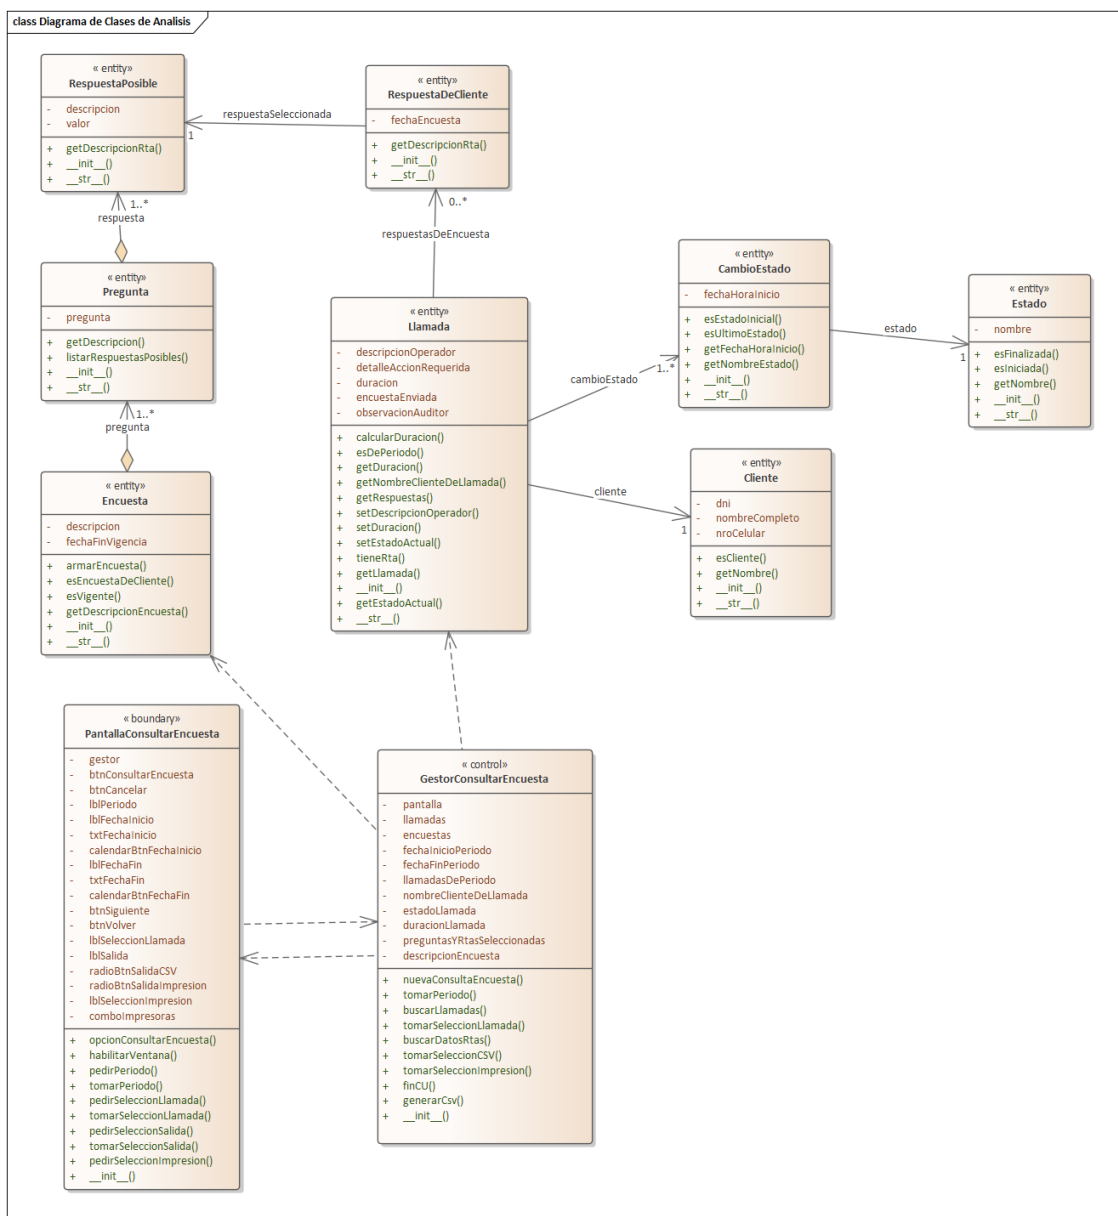 class Diagrama de Clases de Analisis
« entity»
RespuestaPosible
- descripcion
- valor
+ getDescripcionRta()
+ __init__()
+ __str__()
« entity»
RespuestaDeCliente
- fechaEncuesta
+ getDescripcionRta()
+ __init__()
+ __str__()
respuestaSeleccionada
1
1..*
respuesta
0..*
respuestasDeEncuesta
« entity»
Pregunta
- pregunta
+ getDescripcion()
+ listarRespuestasPosibles()
+ __init__()
+ __str__()
1..*
pregunta
« entity»
Encuesta
- descripcion
- fechaFinVigencia
+ armarEncuesta()
+ esEncuestaDeCliente()
+ esVigente()
+ getDescripcionEncuesta()
+ __init__()
+ __str__()
« entity»
Llamada
- descripcionOperador
- detalleAccionRequerida
- duracion
- encuestaEnviada
- observacionAuditor
+ calcularDuracion()
+ esDePeriodo()
+ getDuracion()
+ getNombreClienteDeLlamada()
+ getRespuestas()
+ setDescripcionOperador()
+ setDuracion()
+ setEstadoActual()
+ tieneRta()
+ getLlamada()
+ __init__()
+ getEstadoActual()
+ __str__()
cambioEstado
1..*
« entity»
CambioEstado
- fechaHoraInicio
+ esEstadoInicial()
+ esUltimoEstado()
+ getFechaHoraInicio()
+ getNombreEstado()
+ __init__()
+ __str__()
estado
1
« entity»
Estado
- nombre
+ esFinalizada()
+ esIniciada()
+ getNombre()
+ __init__()
+ __str__()
cliente
1
« entity»
Cliente
- dni
- nombreCompleto
- nroCelular
+ esCliente()
+ getNombre()
+ __init__()
+ __str__()
« boundary»
PantallaConsultarEncuesta
- gestor
- btnConsultarEncuesta
- btnCancelar
- lblPeriodo
- lblFechaInicio
- txtFechaInicio
- calendarBtnFechaInicio
- lblFechaFin
- txtFechaFin
- calendarBtnFechaFin
- btnSiguiente
- btnVolver
- lblSeleccionLlamada
- lblSalida
- radioBtnSalidaCSV
- radioBtnSalidaImpresion
- lblSeleccionImpresion
- comboImpresoras
+ opcionConsultarEncuesta()
+ habilitarVentana()
+ pedirPeriodo()
+ tomarPeriodo()
+ pedirSeleccionLlamada()
+ tomarSeleccionLlamada()
+ pedirSeleccionSalida()
+ tomarSeleccionSalida()
+ pedirSeleccionImpresion()
+ __init__()
« control»
GestorConsultarEncuesta
- pantalla
- llamadas
- encuestas
- fechaInicioPeriodo
- fechaFinPeriodo
- llamadasDePeriodo
- nombreClienteDeLlamada
- estadoLlamada
- duracionLlamada
- preguntasYRtasSeleccionadas
- descripcionEncuesta
+ nuevaConsultaEncuesta()
+ tomarPeriodo()
+ buscarLlamadas()
+ tomarSeleccionLlamada()
+ buscarDatosRtas()
+ tomarSeleccionCSV()
+ tomarSeleccionImpresion()
+ finCU()
+ generarCsv()
+ __init__()